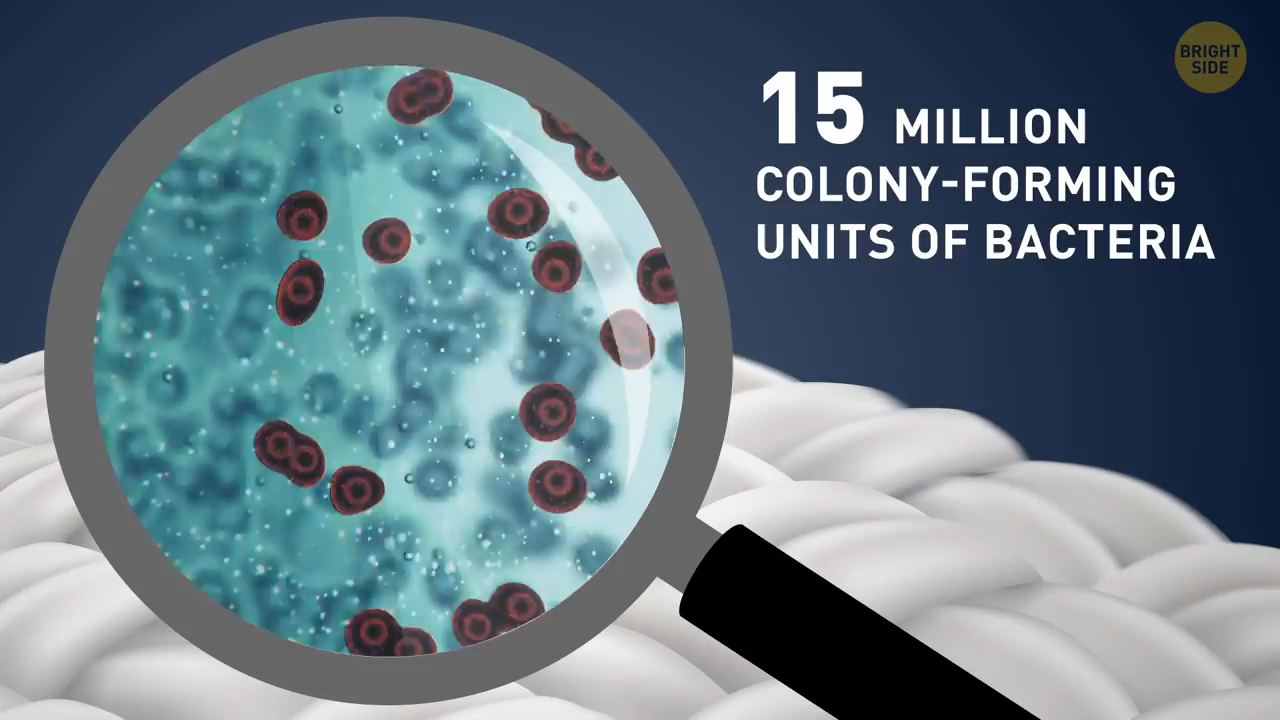 BRIGHT
SIDE
15 MILLION
COLONY-FORMING
UNITS OF BACTERIA